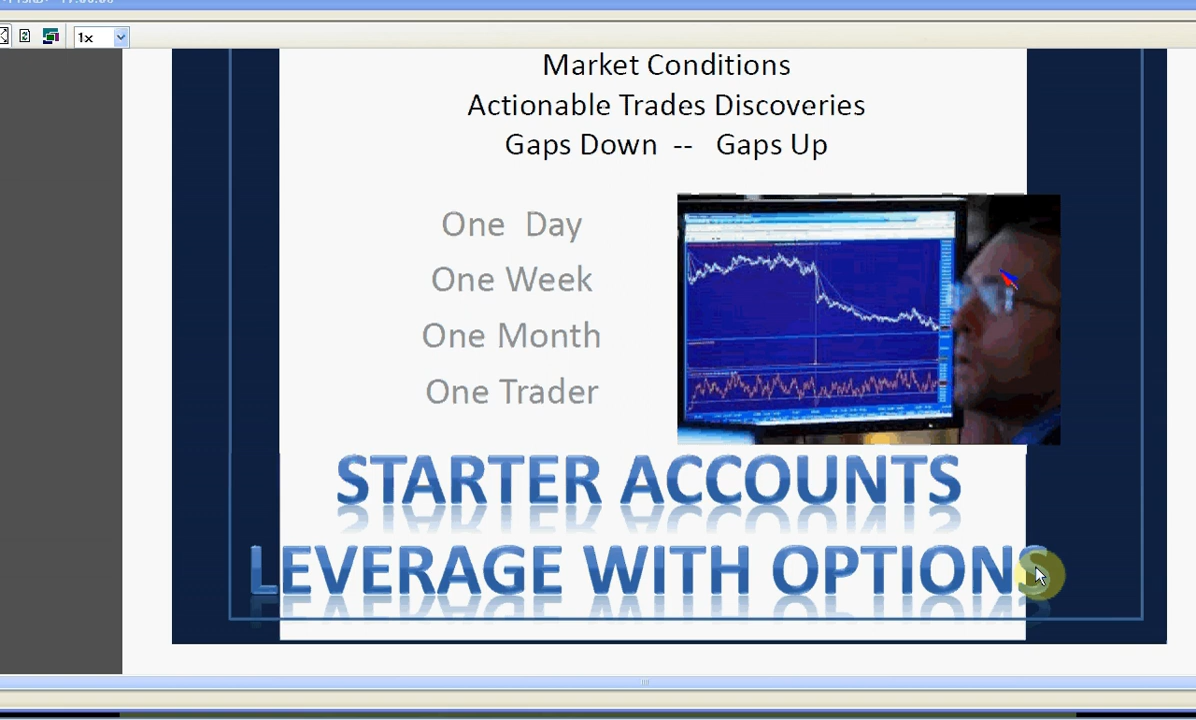 1x
Market Conditions
Actionable Trades Discoveries
Gaps Down -- Gaps Up
One Day
One Week
One Month
One Trader
STARTER ACCOUNTS
LEVERAGE WITH OPTIONS